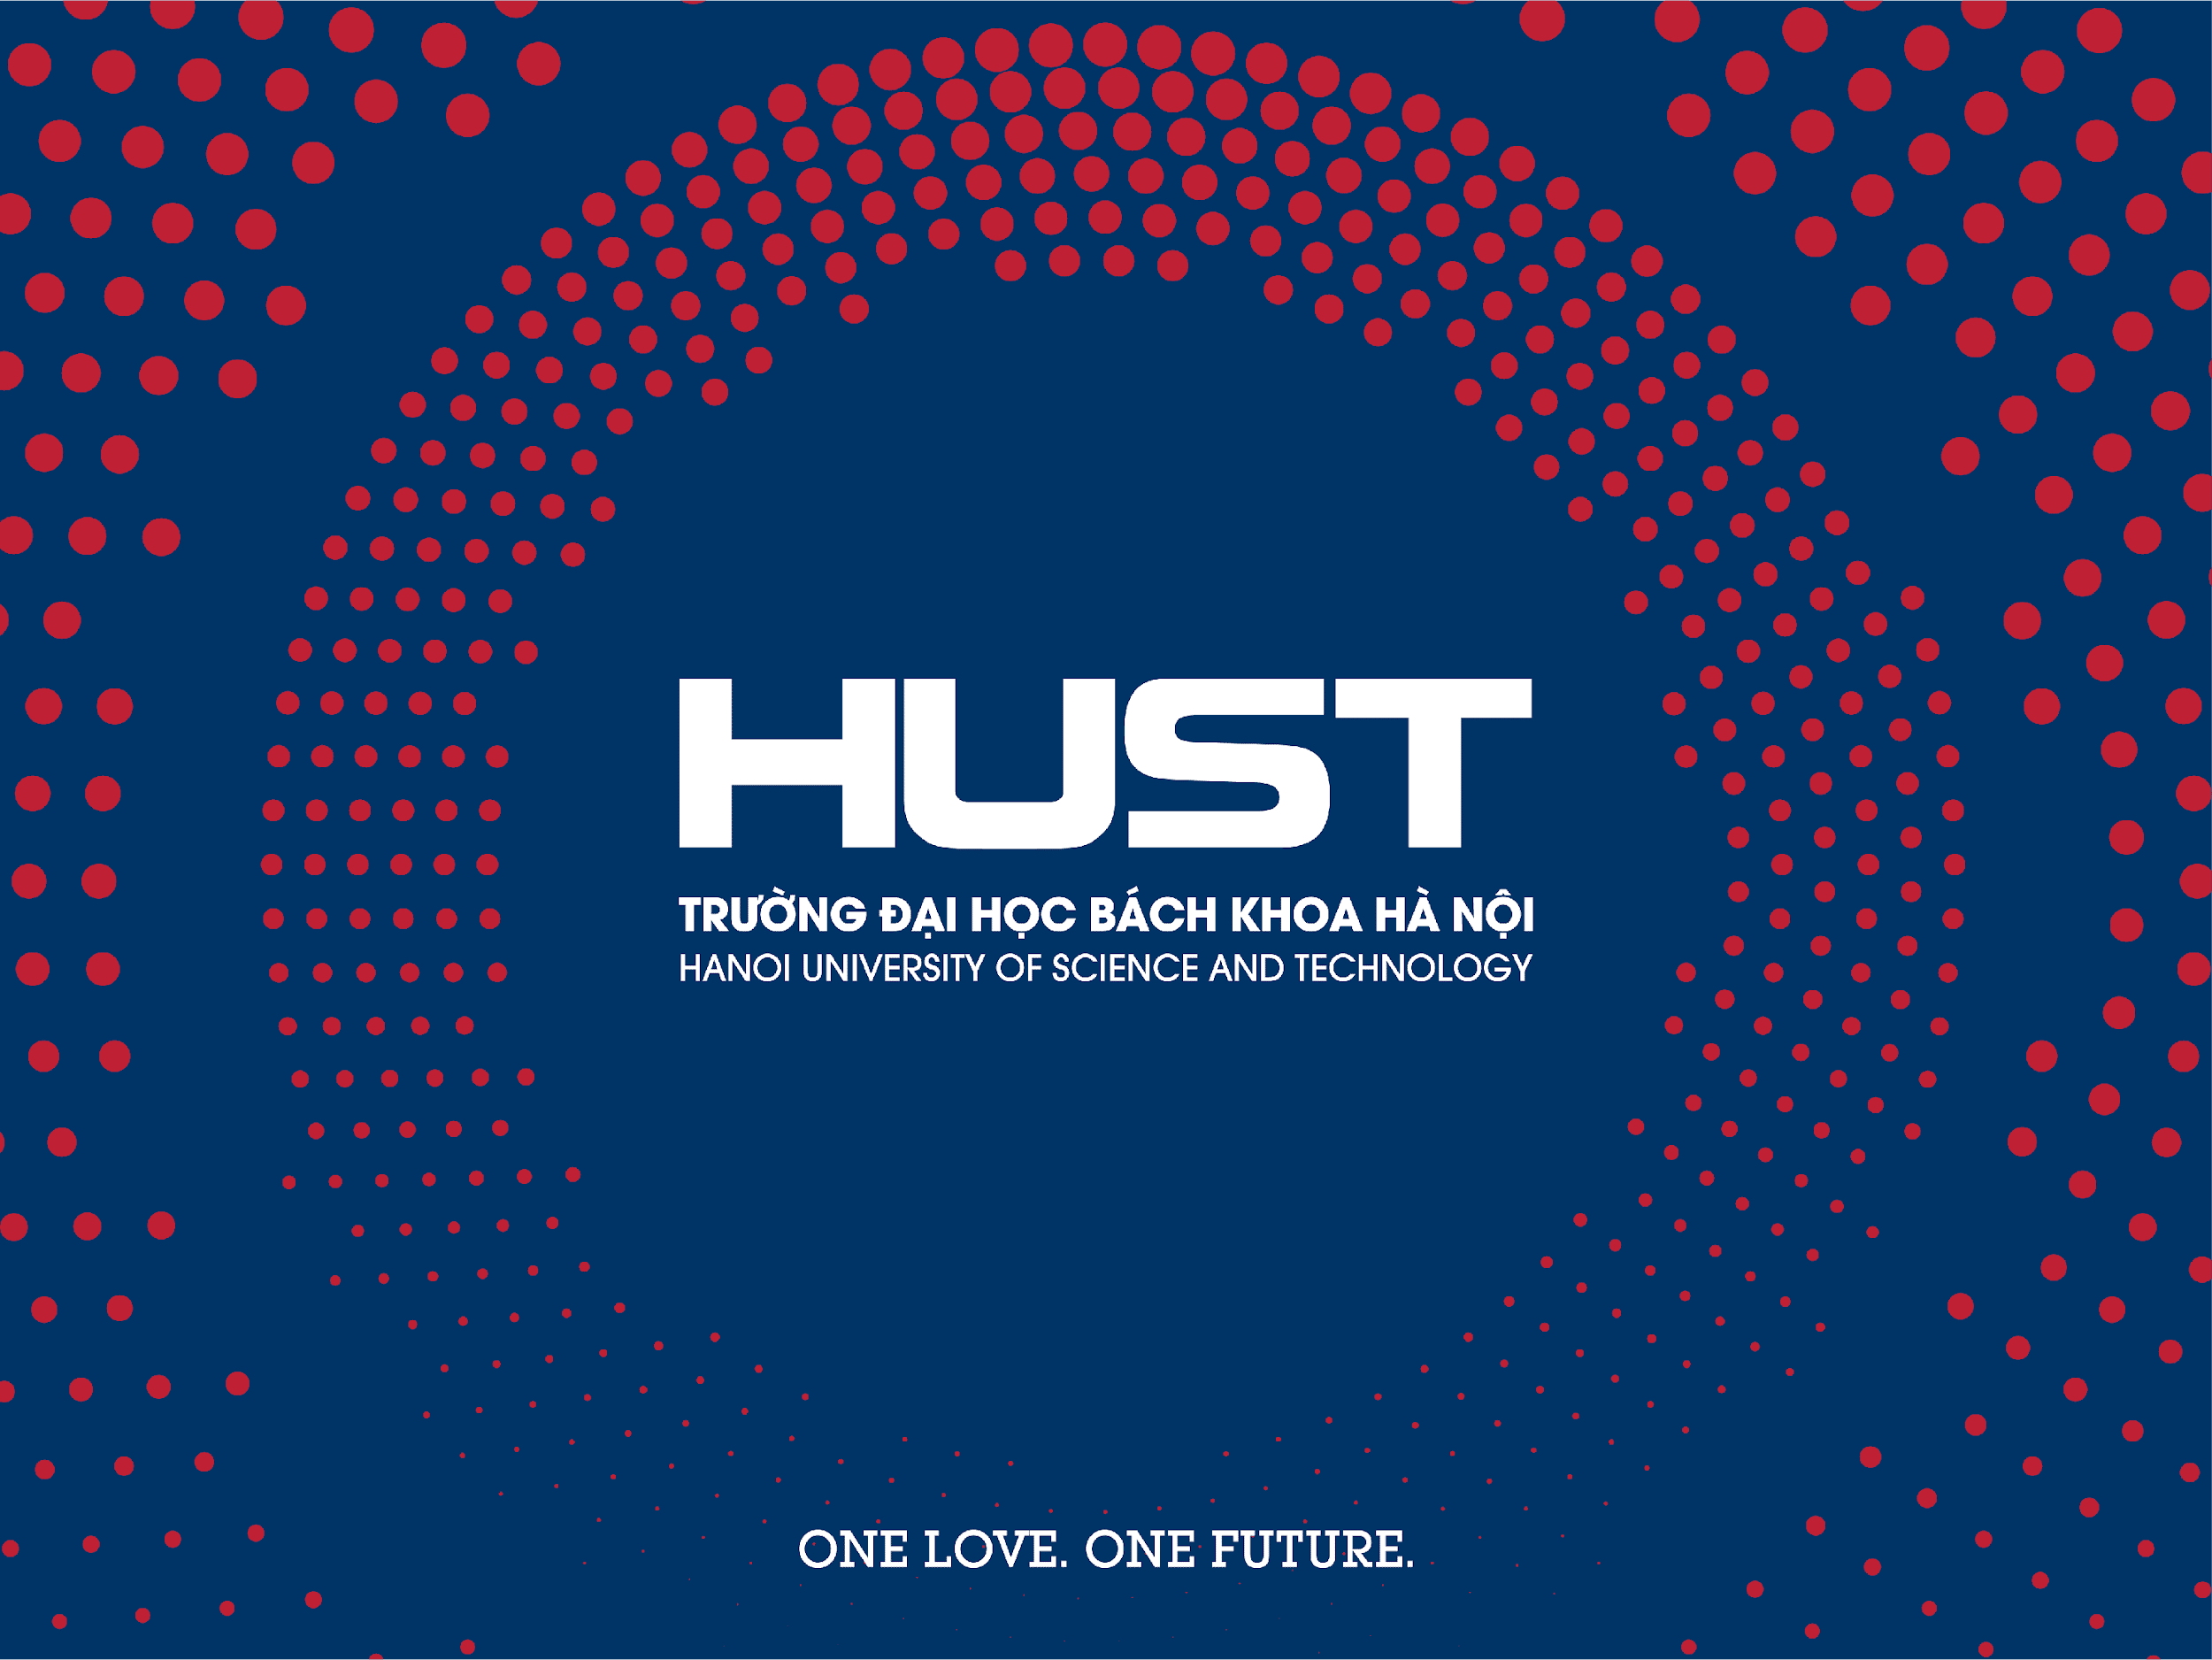 HUST
TRƯỜNG ĐẠI HỌC BÁCH KHOA HÀ NỘI
HANOI UNIVERSITY OF SCIENCE AND TECHNOLOGY
ONE LOVE. ONE FUTURE.